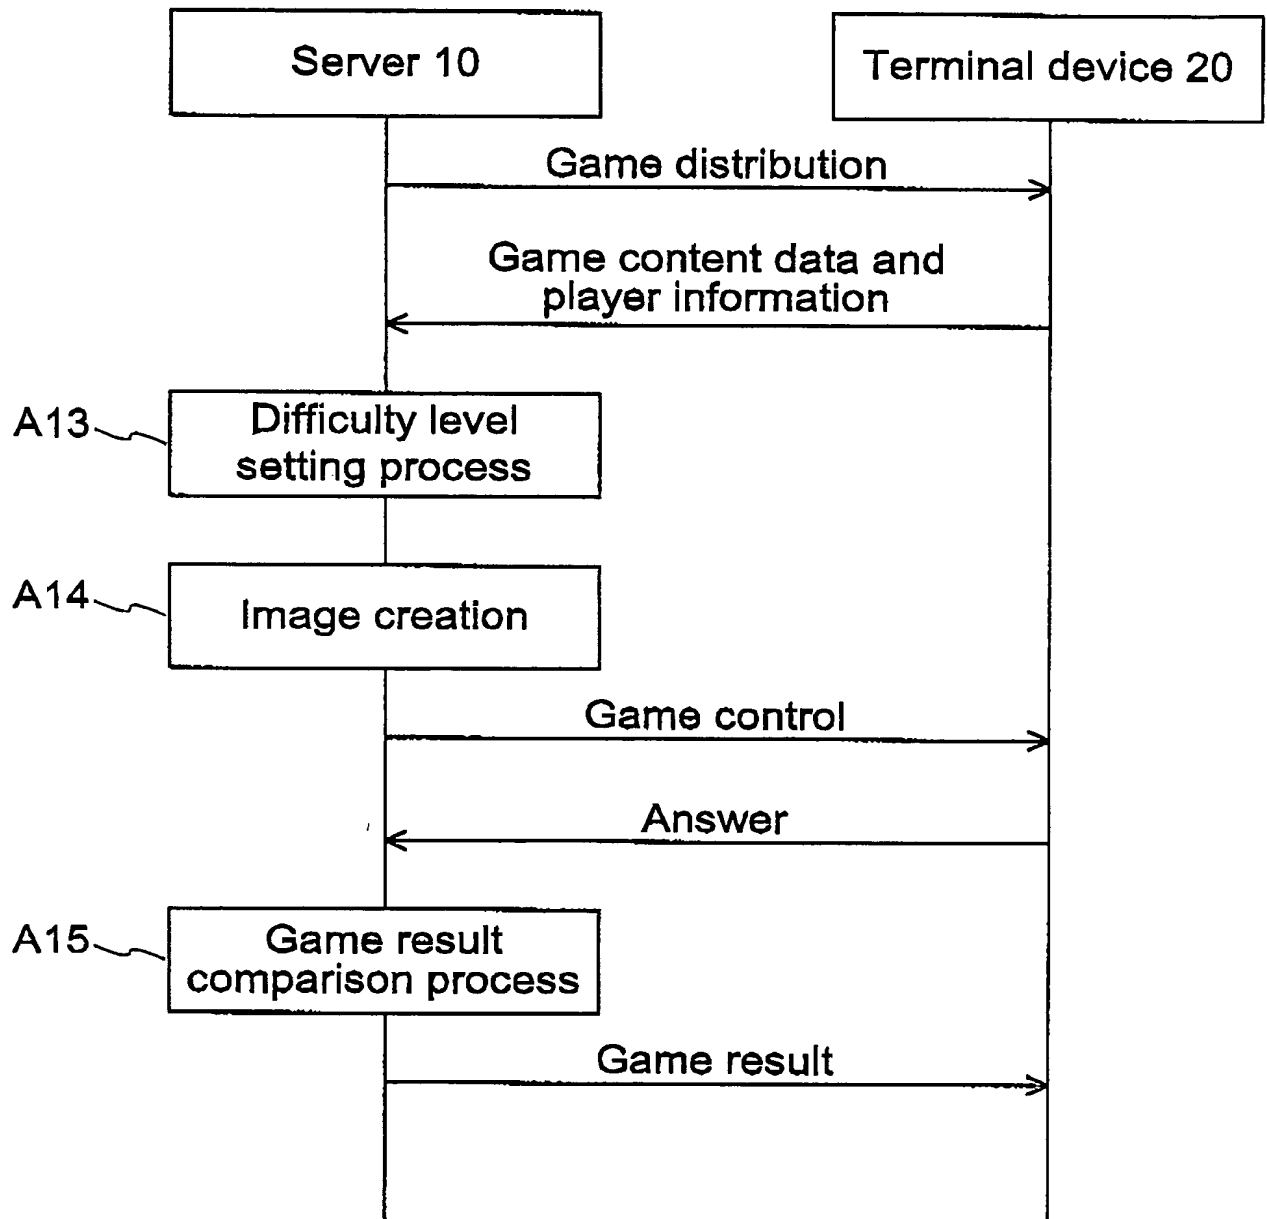 Server 10
Terminal device 20
Game distribution
Game content data and
player information
A13
Difficulty level
setting process
A14
Image creation
Game control
Answer
A15
Game result
comparison process
Game result